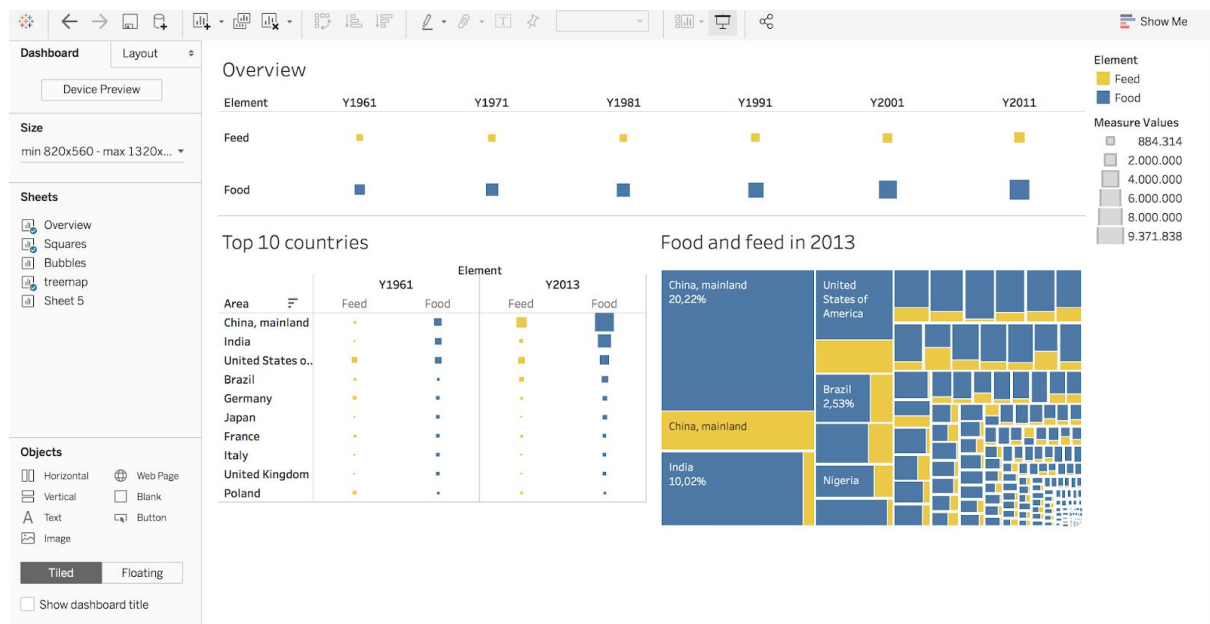 Show Me
Dashboard
Layout
Device Preview
Size
min 820x560 - max 1320x...
Sheets
Overview
Squares
Bubbles
treemap
Sheet 5
Objects
Horizontal
Web Page
Vertical
Blank
Text
Button
Image
Tiled
Floating
Show dashboard title
Overview
Element Y1961 Y1971 Y1981 Y1991 Y2001 Y2011
Feed
Food
Top 10 countries
Element
Y1961 Y2013
Area Feed Food Feed Food
China, mainland
India
United States o..
Brazil
Germany
Japan
France
Italy
United Kingdom
Poland
Food and feed in 2013
China, mainland
20,22%
China, mainland
India
10,02%
United
States of
America
Brazil
2,53%
Nigeria
Element
Feed
Food
Measure Values
884.314
2.000.000
4.000.000
6.000.000
8.000.000
9.371.838